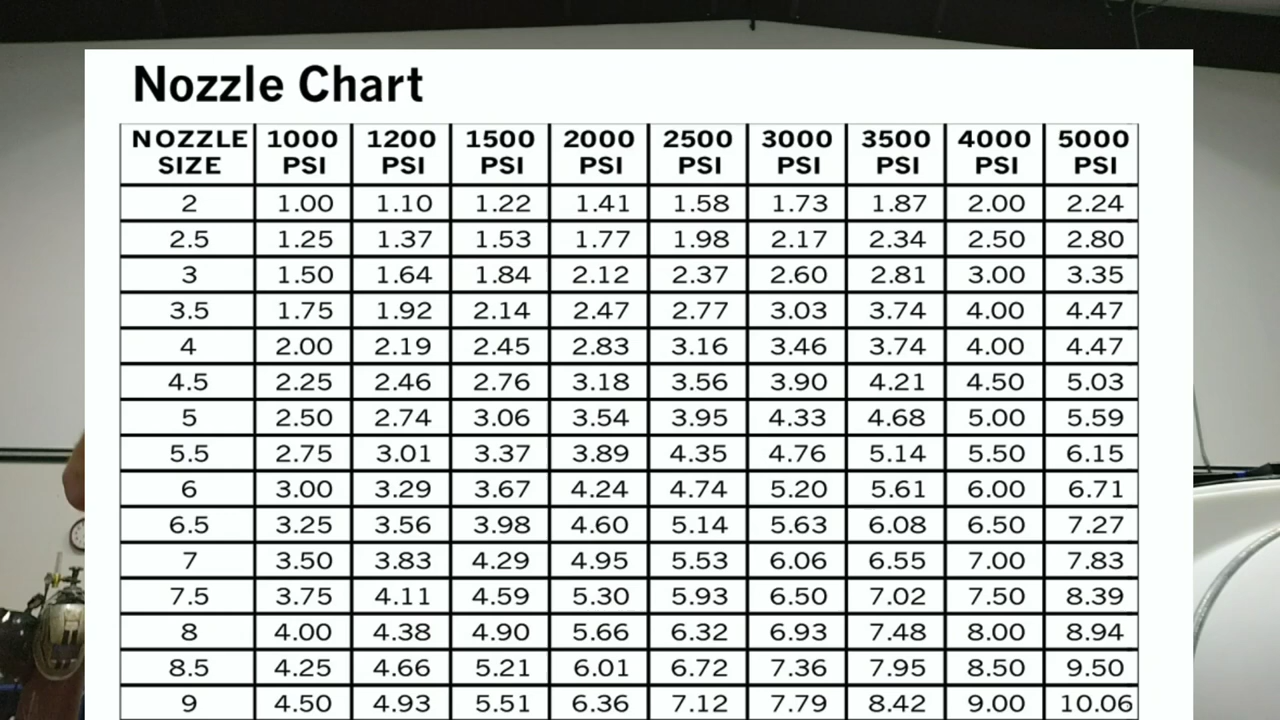 Nozzle Chart
NOZZLE SIZE 1000 PSI 1200 PSI 1500 PSI 2000 PSI 2500 PSI 3000 PSI 3500 PSI 4000 PSI 5000 PSI
2 1.00 1.10 1.22 1.41 1.58 1.73 1.87 2.00 2.24
2.5 1.25 1.37 1.53 1.77 1.98 2.17 2.34 2.50 2.80
3 1.50 1.64 1.84 2.12 2.37 2.60 2.81 3.00 3.35
3.5 1.75 1.92 2.14 2.47 2.77 3.03 3.74 4.00 4.47
4 2.00 2.19 2.45 2.83 3.16 3.46 3.74 4.00 4.47
4.5 2.25 2.46 2.76 3.18 3.56 3.90 4.21 4.50 5.03
5 2.50 2.74 3.06 3.54 3.95 4.33 4.68 5.00 5.59
5.5 2.75 3.01 3.37 3.89 4.35 4.76 5.14 5.50 6.15
6 3.00 3.29 3.67 4.24 4.74 5.20 5.61 6.00 6.71
6.5 3.25 3.56 3.98 4.60 5.14 5.63 6.08 6.50 7.27
7 3.50 3.83 4.29 4.95 5.53 6.06 6.55 7.00 7.83
7.5 3.75 4.11 4.59 5.30 5.93 6.50 7.02 7.50 8.39
8 4.00 4.38 4.90 5.66 6.32 6.93 7.48 8.00 8.94
8.5 4.25 4.66 5.21 6.01 6.72 7.36 7.95 8.50 9.50
9 4.50 4.93 5.51 6.36 7.12 7.79 8.42 9.00 10.06